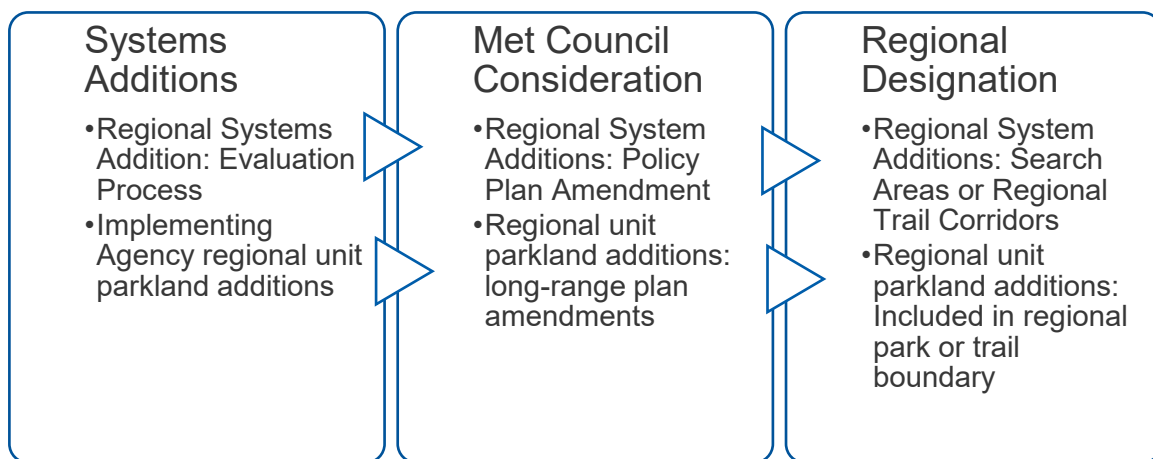 Systems
Additions
•Regional Systems
Addition: Evaluation
Process
•Implementing
Agency regional unit
parkland additions
Met Council
Consideration
•Regional System
Additions: Policy
Plan Amendment
•Regional unit
parkland additions:
long-range plan
amendments
Regional
Designation
•Regional System
Additions: Search
Areas or Regional
Trail Corridors
•Regional unit
parkland additions:
Included in regional
park or trail
boundary